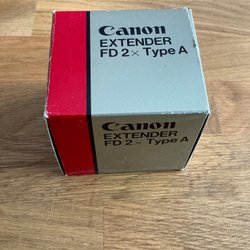 Canon
EXTENDER
FD 2× Type A
Canon
EXTENDER
FD 2× Type A